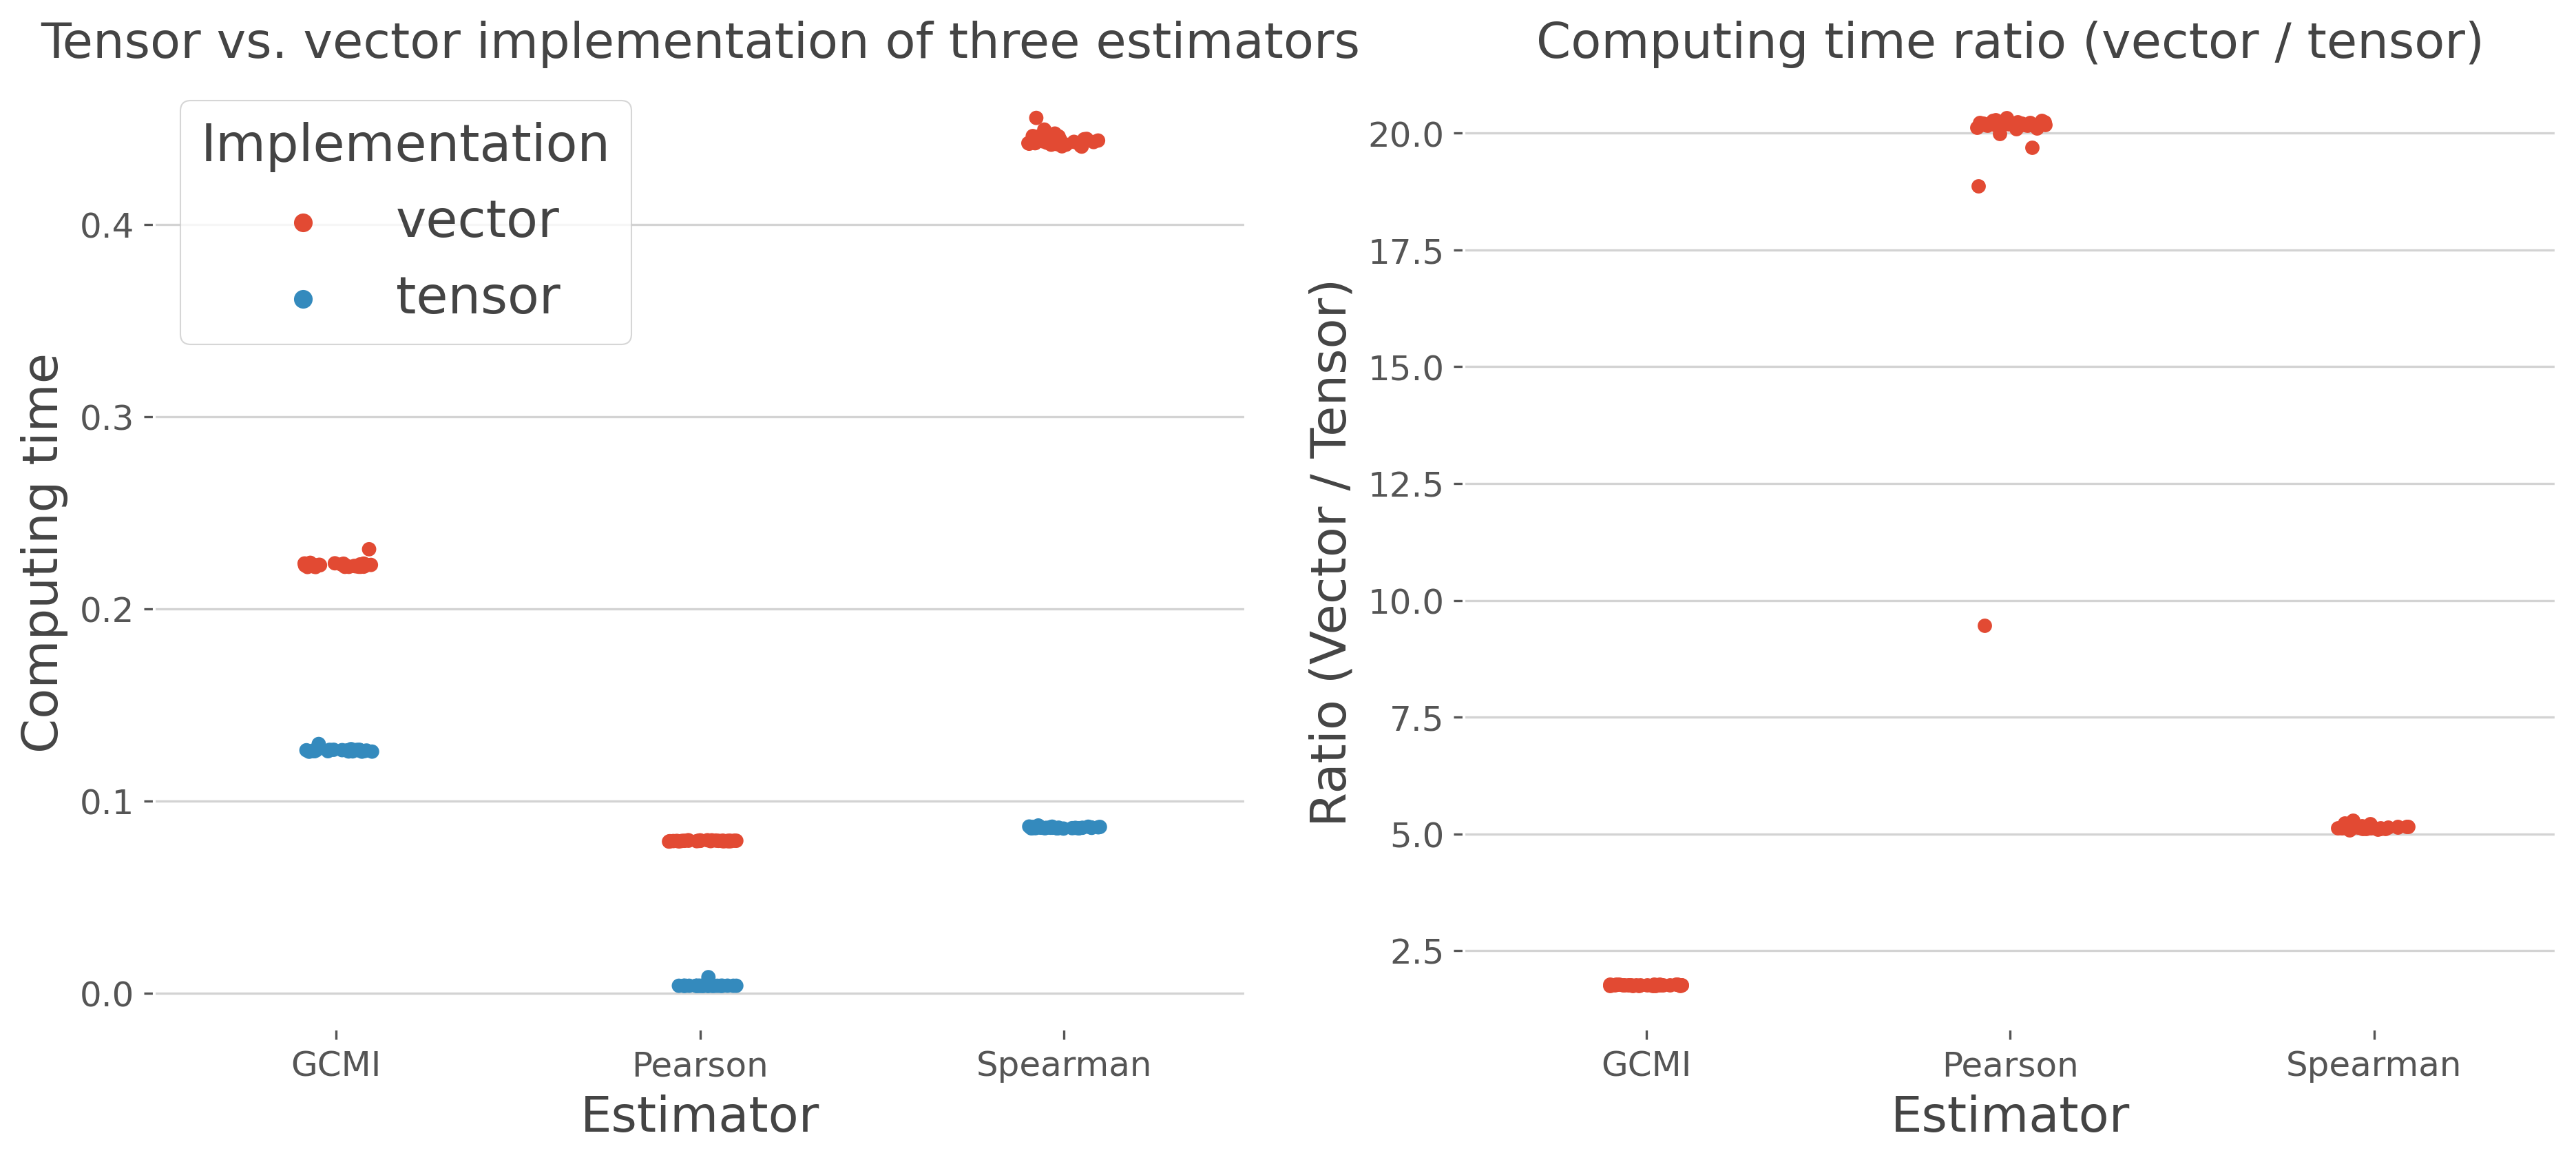 Tensor vs. vector implementation of three estimators
Implementation
vector
tensor
Computing time
0.4
0.3
0.2
0.1
0.0
GCMI
Pearson
Spearman
Estimator
Computing time ratio (vector / tensor)
Ratio (Vector / Tensor)
20.0
17.5
15.0
12.5
10.0
7.5
5.0
2.5
GCMI
Pearson
Spearman
Estimator